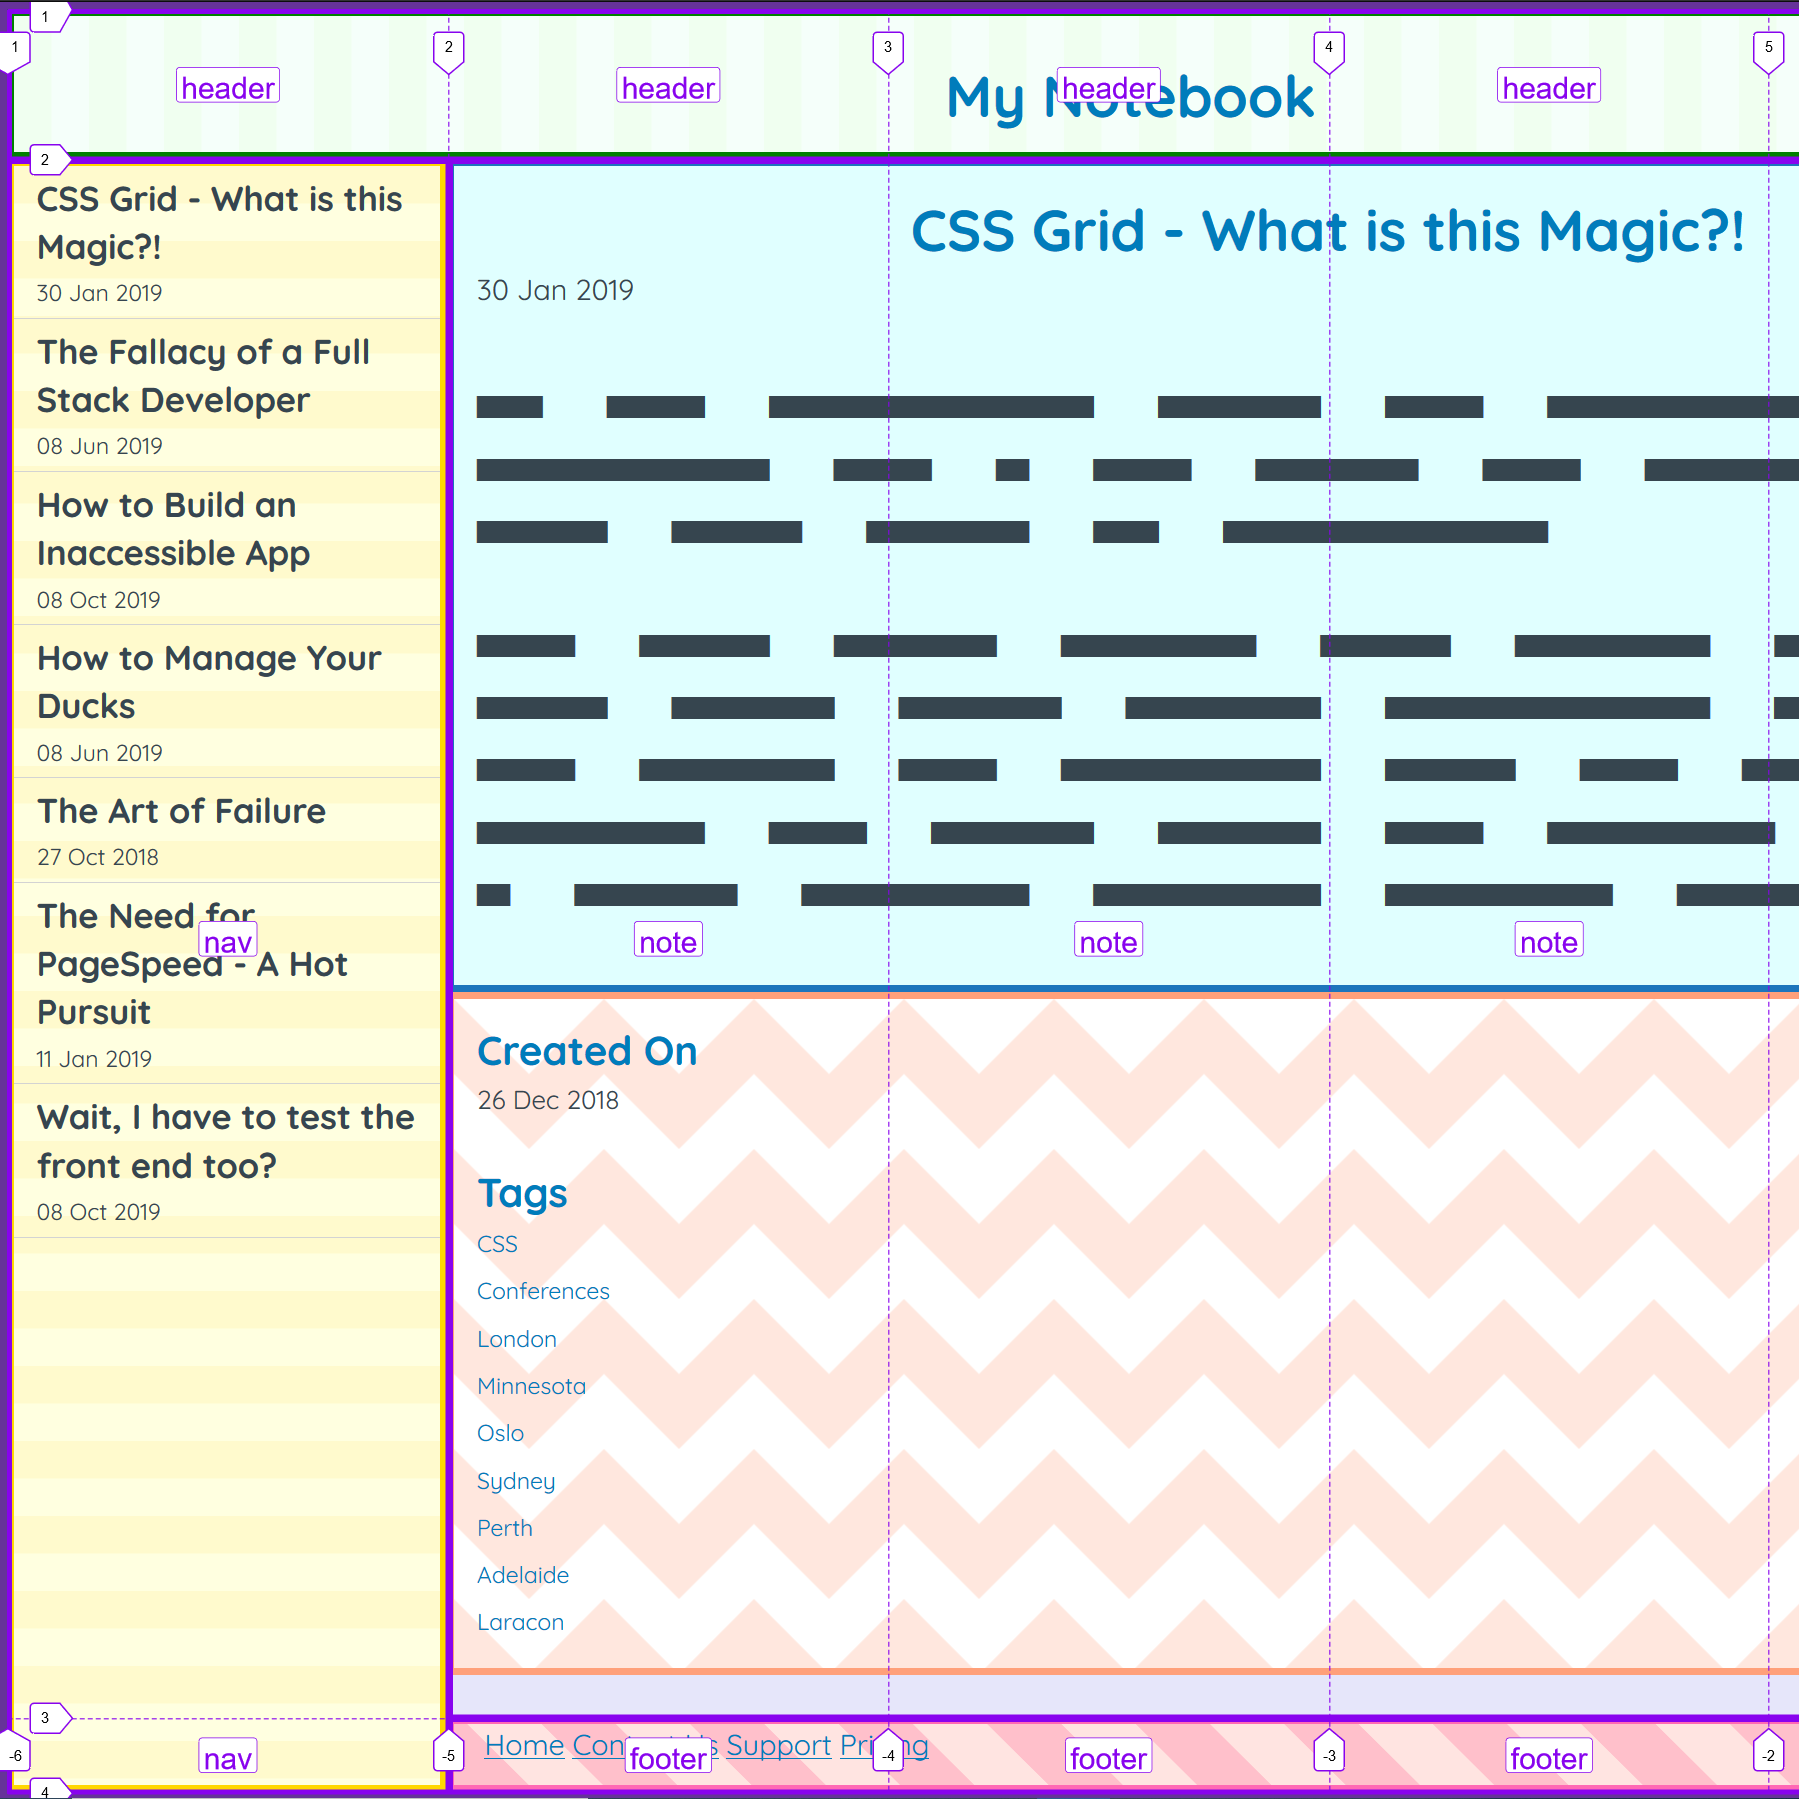 1
1
2
3
4
5
header
header
header
header
My Notebook
2
CSS Grid - What is this
Magic?!
30 Jan 2019
The Fallacy of a Full
Stack Developer
08 Jun 2019
How to Build an
Inaccessible App
08 Oct 2019
How to Manage Your
Ducks
08 Jun 2019
The Art of Failure
27 Oct 2018
The Need for
nav
PageSpeed - A Hot
Pursuit
11 Jan 2019
Wait, I have to test the
front end too?
08 Oct 2019
CSS Grid - What is this Magic?!
30 Jan 2019
note
note
note
Created On
26 Dec 2018
Tags
CSS
Conferences
London
Minnesota
Oslo
Sydney
Perth
Adelaide
Laracon
3
Home Contact Us Support Pricing
-6
nav
-5
footer
-4
footer
-3
footer
-2
4